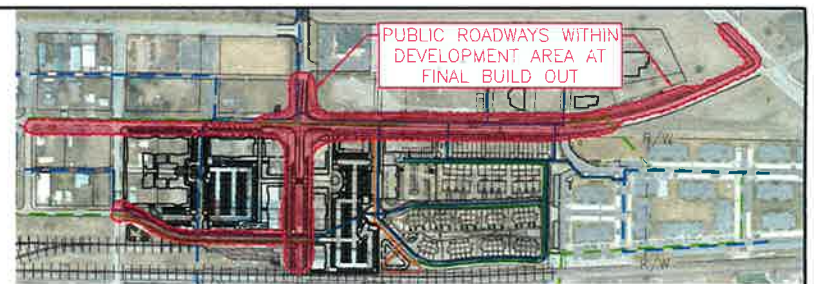 PUBLIC ROADWAYS WITHIN
DEVELOPMENT AREA AT
FINAL BUILD OUT
R/W
R/W